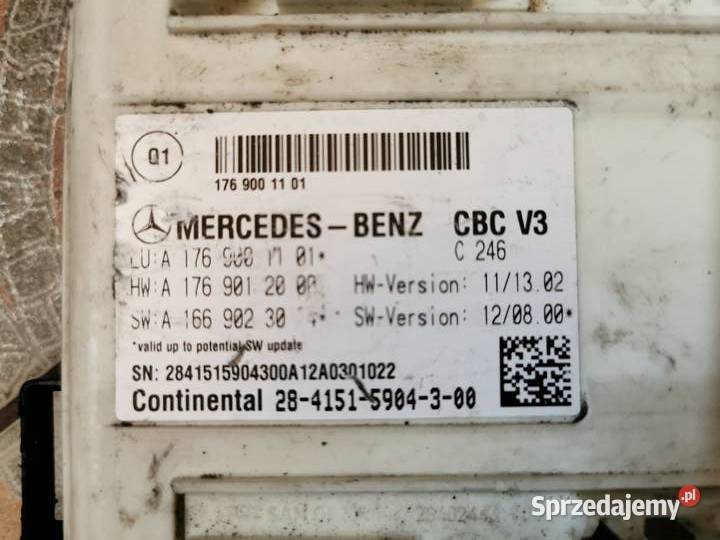 Q1
176 900 11 01
MERCEDES-BENZ CBC V3
LU:A 176 900 11 01* C 246
HW:A 176 901 20 00 HW-Version: 11/13.02
SW:A 166 902 30 SW-Version: 12/08.00*
*valid up to potential SW update
SN: 2841515904300A12A0301022
Continental 28-4151-5904-3-00
Sprzedajemy.pl